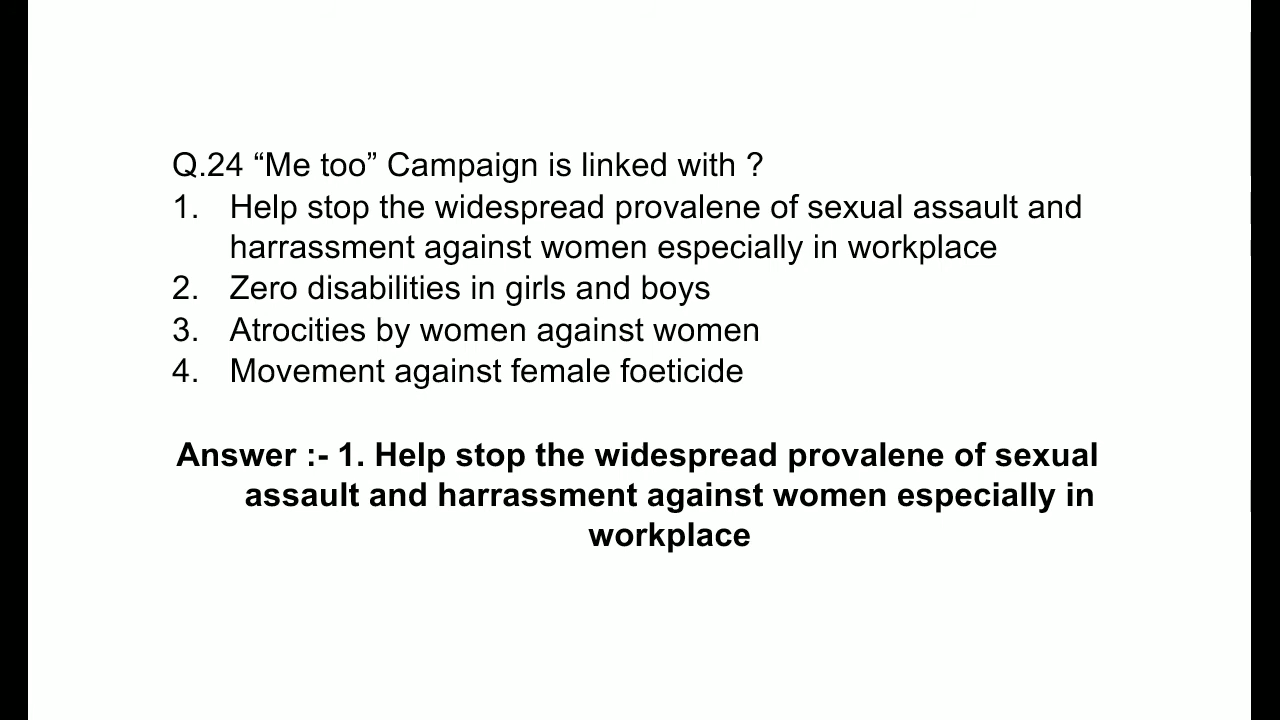 Q.24 “Me too” Campaign is linked with ?
1. Help stop the widespread provalene of sexual assault and
harrassment against women especially in workplace
2. Zero disabilities in girls and boys
3. Atrocities by women against women
4. Movement against female foeticide
Answer :- 1. Help stop the widespread provalene of sexual
assault and harrassment against women especially in
workplace